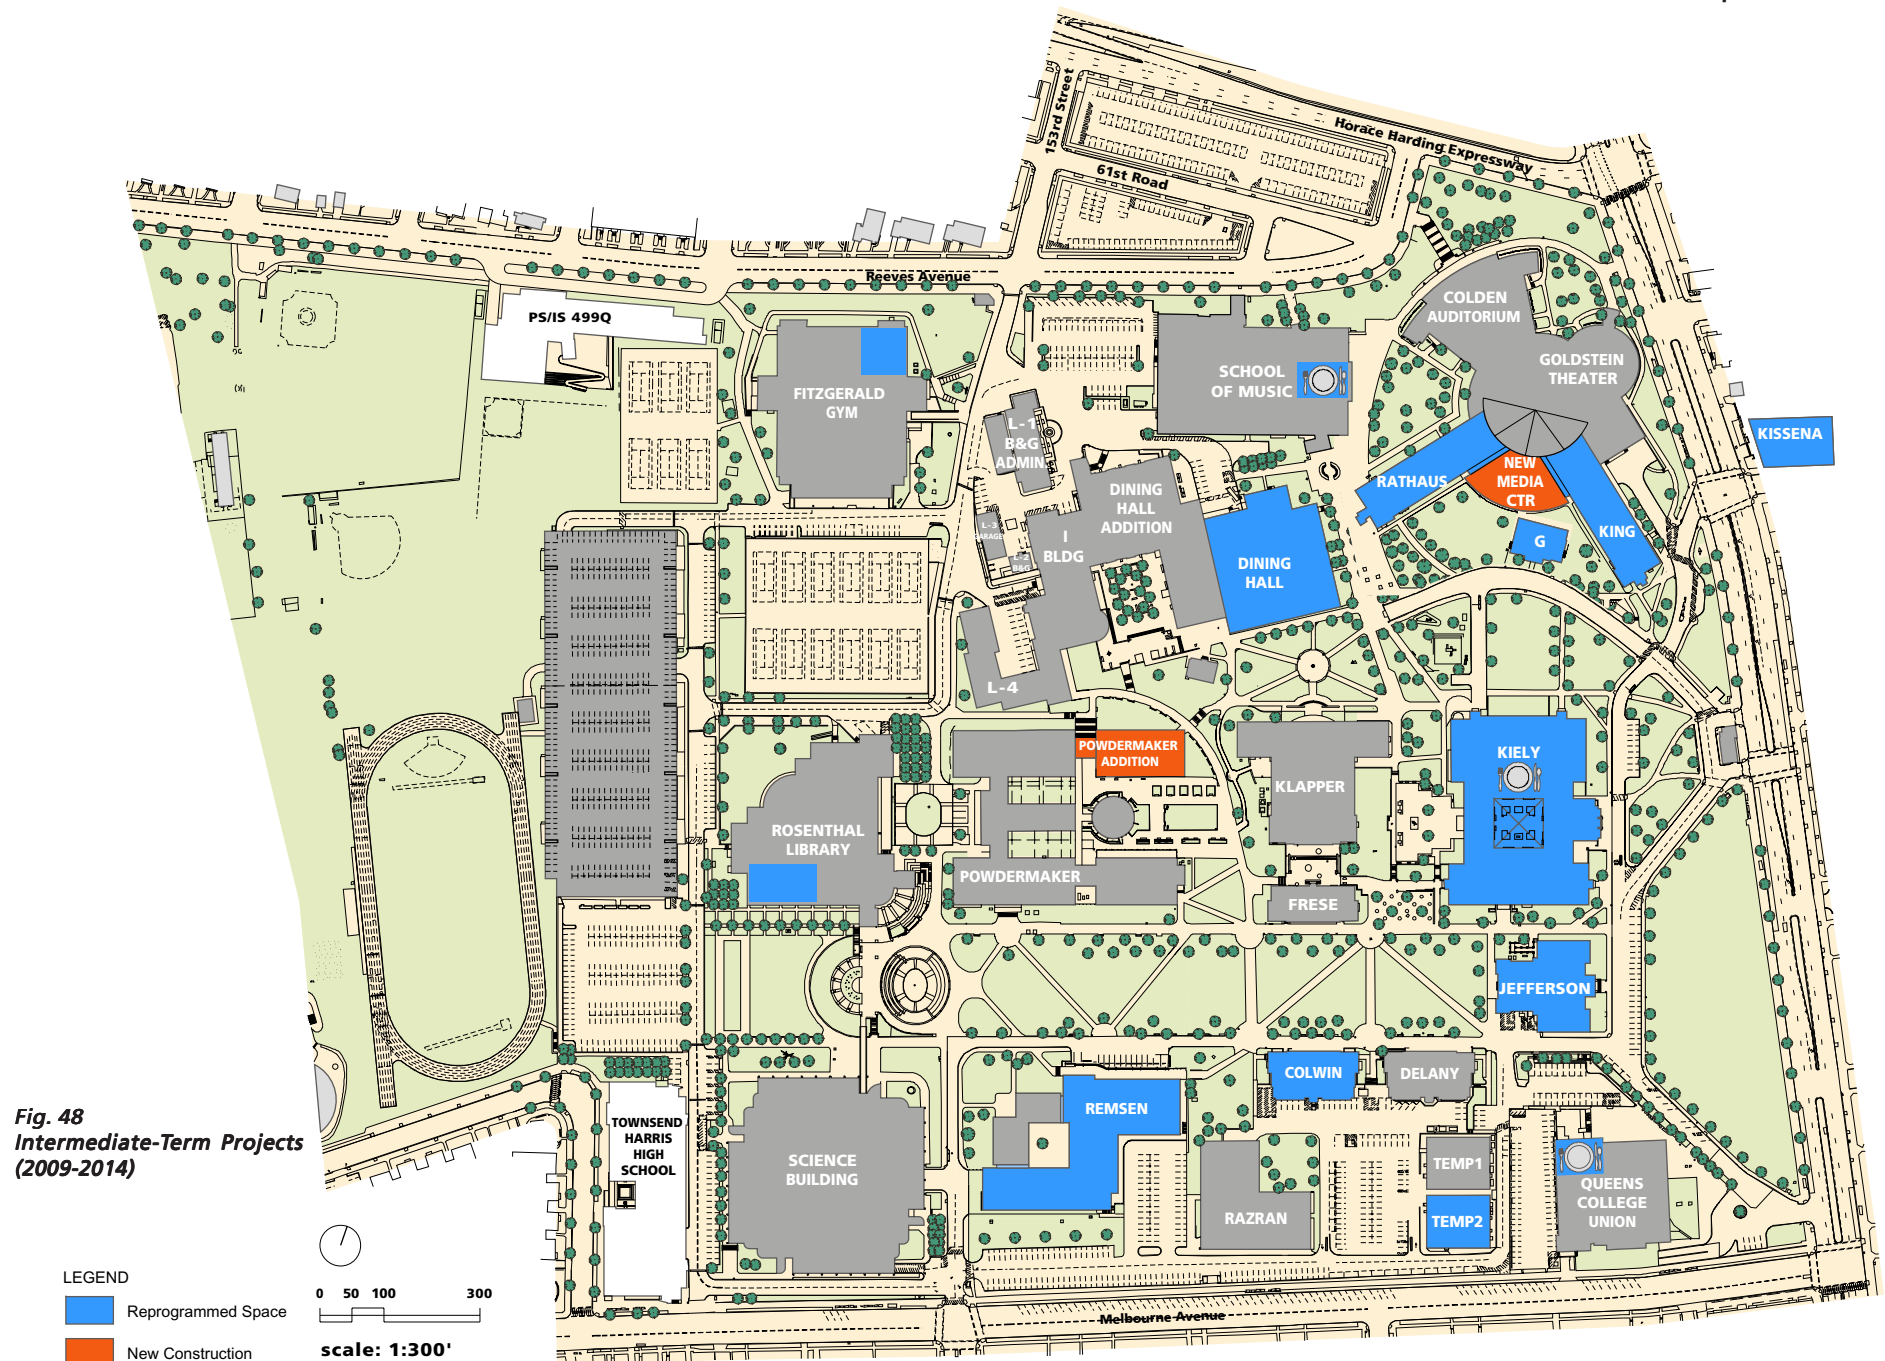 Horace Harding Expressway
153rd Street
61st Road
Reeves Avenue
PS/IS 499Q
COLDEN
AUDITORIUM
GOLDSTEIN
THEATER
FITZGERALD
GYM
SCHOOL
OF MUSIC
KISSENA
L-1
B&G
ADMIN
RATHAUS
NEW
MEDIA
CTR
DINING
HALL
ADDITION
L-3
GARAGE
I
BLDG
L-2
B&G
DINING
HALL
G
KING
L-4
POWDERMAKER
ADDITION
KLAPPER
KIELY
ROSENTHAL
LIBRARY
POWDERMAKER
FRESE
JEFFERSON
COLWIN
DELANY
REMSEN
TOWNSEND
HARRIS
HIGH
SCHOOL
SCIENCE
BUILDING
TEMP1
QUEENS
COLLEGE
UNION
RAZRAN
TEMP2
Melbourne Avenue
Fig. 48
Intermediate-Term Projects
(2009-2014)
LEGEND
Reprogrammed Space
New Construction
0 50 100 300
scale: 1:300'